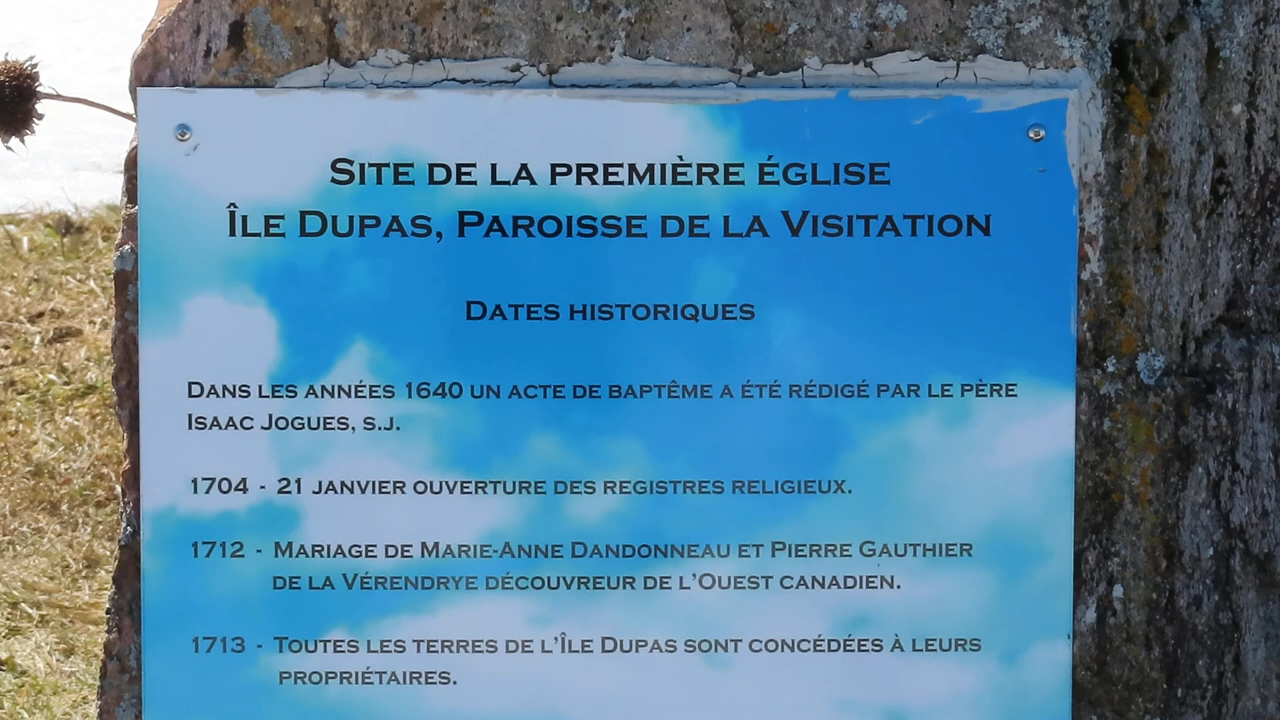 Site de la première église
Île Dupas, Paroisse de la Visitation
Dates historiques
Dans les années 1640 un acte de baptême a été rédigé par le père
Isaac Jogues, s.j.
1704 - 21 janvier ouverture des registres religieux.
1712 - Mariage de Marie-Anne Dandonneau et Pierre Gauthier
de la Vérendrye découvreur de l'Ouest canadien.
1713 - Toutes les terres de l'Île Dupas sont concédées à leurs
propriétaires.